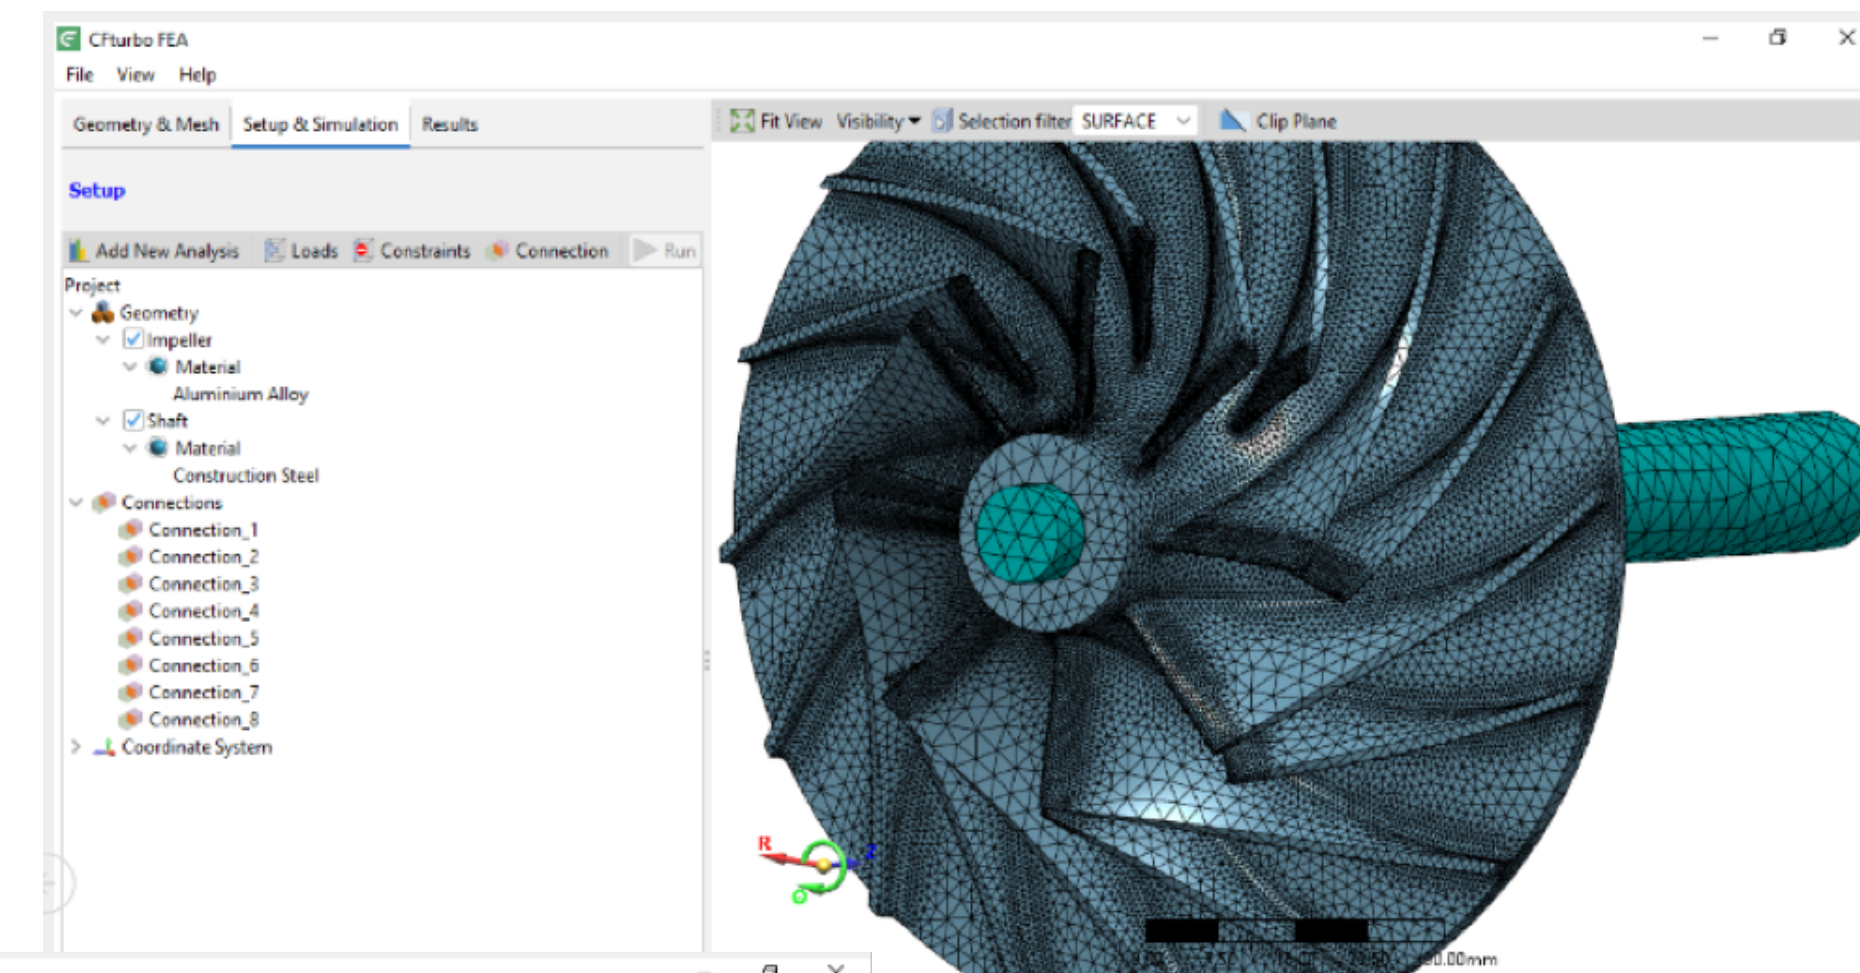 CFturbo FEA
File View Help
Geometry & Mesh Setup & Simulation Results
Fit View Visibility Selection filter SURFACE Clip Plane
Setup
Add New Analysis Loads Constraints Connection Run
Project
Geometry
Impeller
Material
Aluminium Alloy
Shaft
Material
Construction Steel
Connections
Connection_1
Connection_2
Connection_3
Connection_4
Connection_5
Connection_6
Connection_7
Connection_8
Coordinate System
R
Z